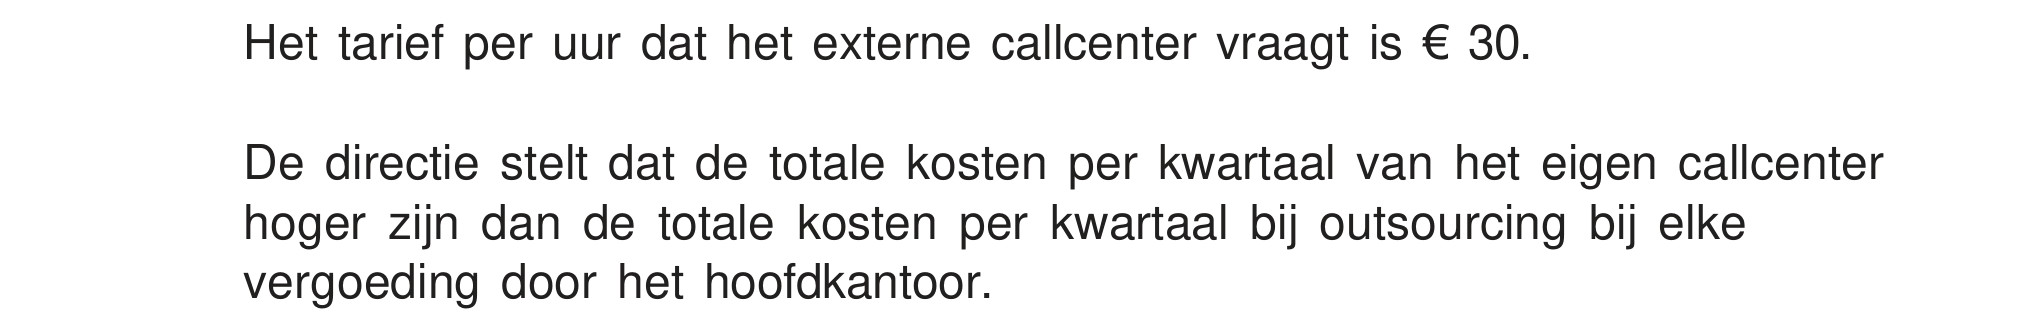 Het tarief per uur dat het externe callcenter vraagt is € 30.
De directie stelt dat de totale kosten per kwartaal van het eigen callcenter
hoger zijn dan de totale kosten per kwartaal bij outsourcing bij elke
vergoeding door het hoofdkantoor.